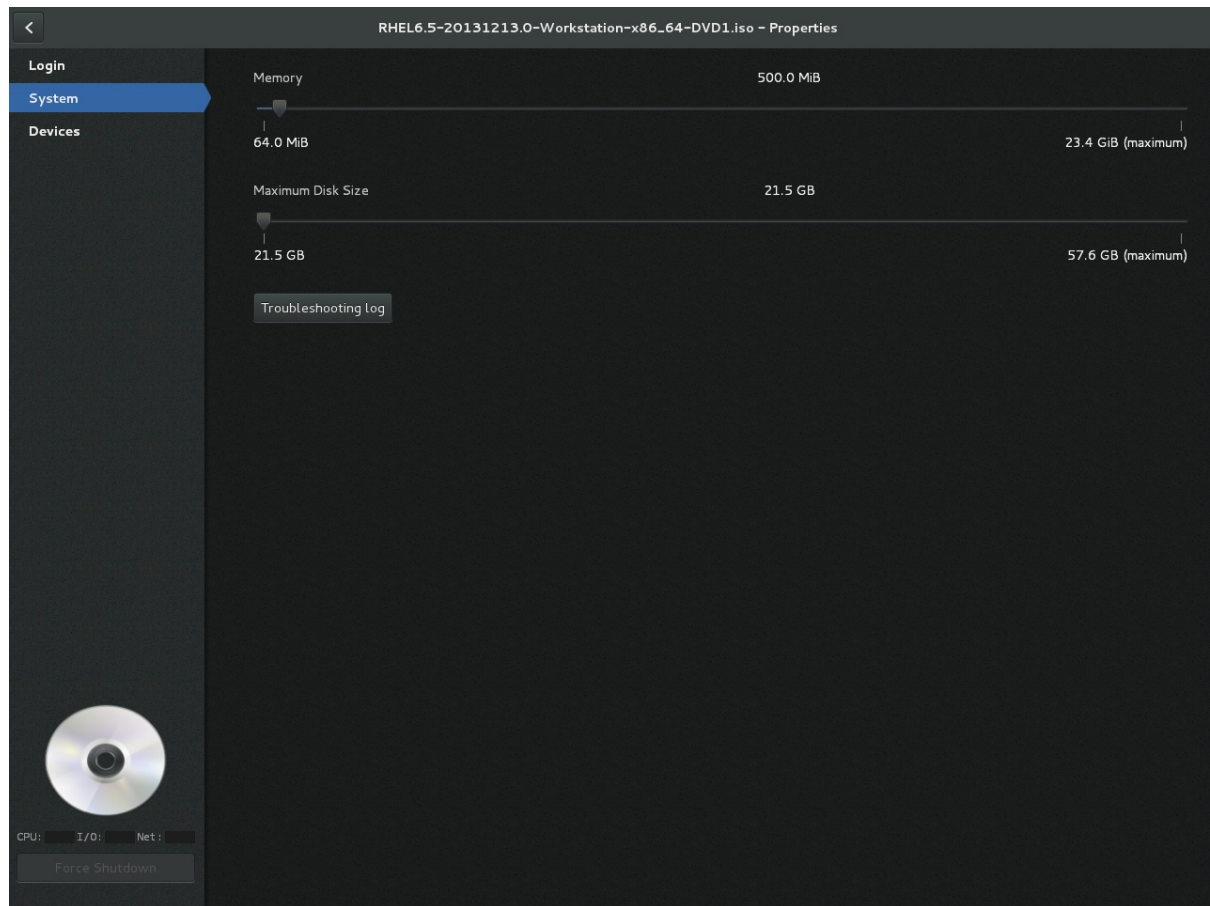 RHEL6.5-20131213.0-Workstation-x86_64-DVD1.iso - Properties
Login
System
Devices
Memory 500.0 MiB
64.0 MiB 23.4 GiB (maximum)
Maximum Disk Size 21.5 GB
21.5 GB 57.6 GB (maximum)
Troubleshooting log
CPU: I/O: Net:
Force Shutdown